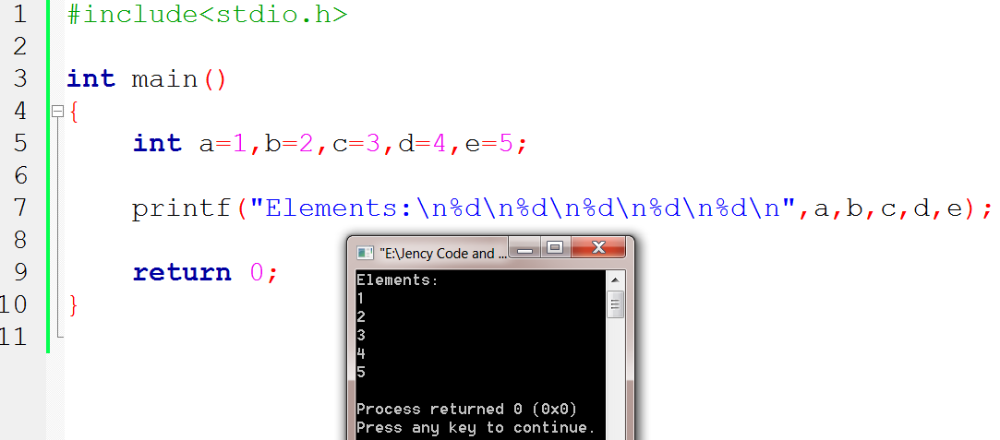 1 #include<stdio.h>
2
3 int main()
4 {
5 int a=1,b=2,c=3,d=4,e=5;
6
7 printf("Elements:\n%d\n%d\n%d\n%d\n%d\n",a,b,c,d,e);
8
9 return 0;
10 }
11
"E:\Jency Code and ...
Elements:
1
2
3
4
5
Process returned 0 (0x0)
Press any key to continue.